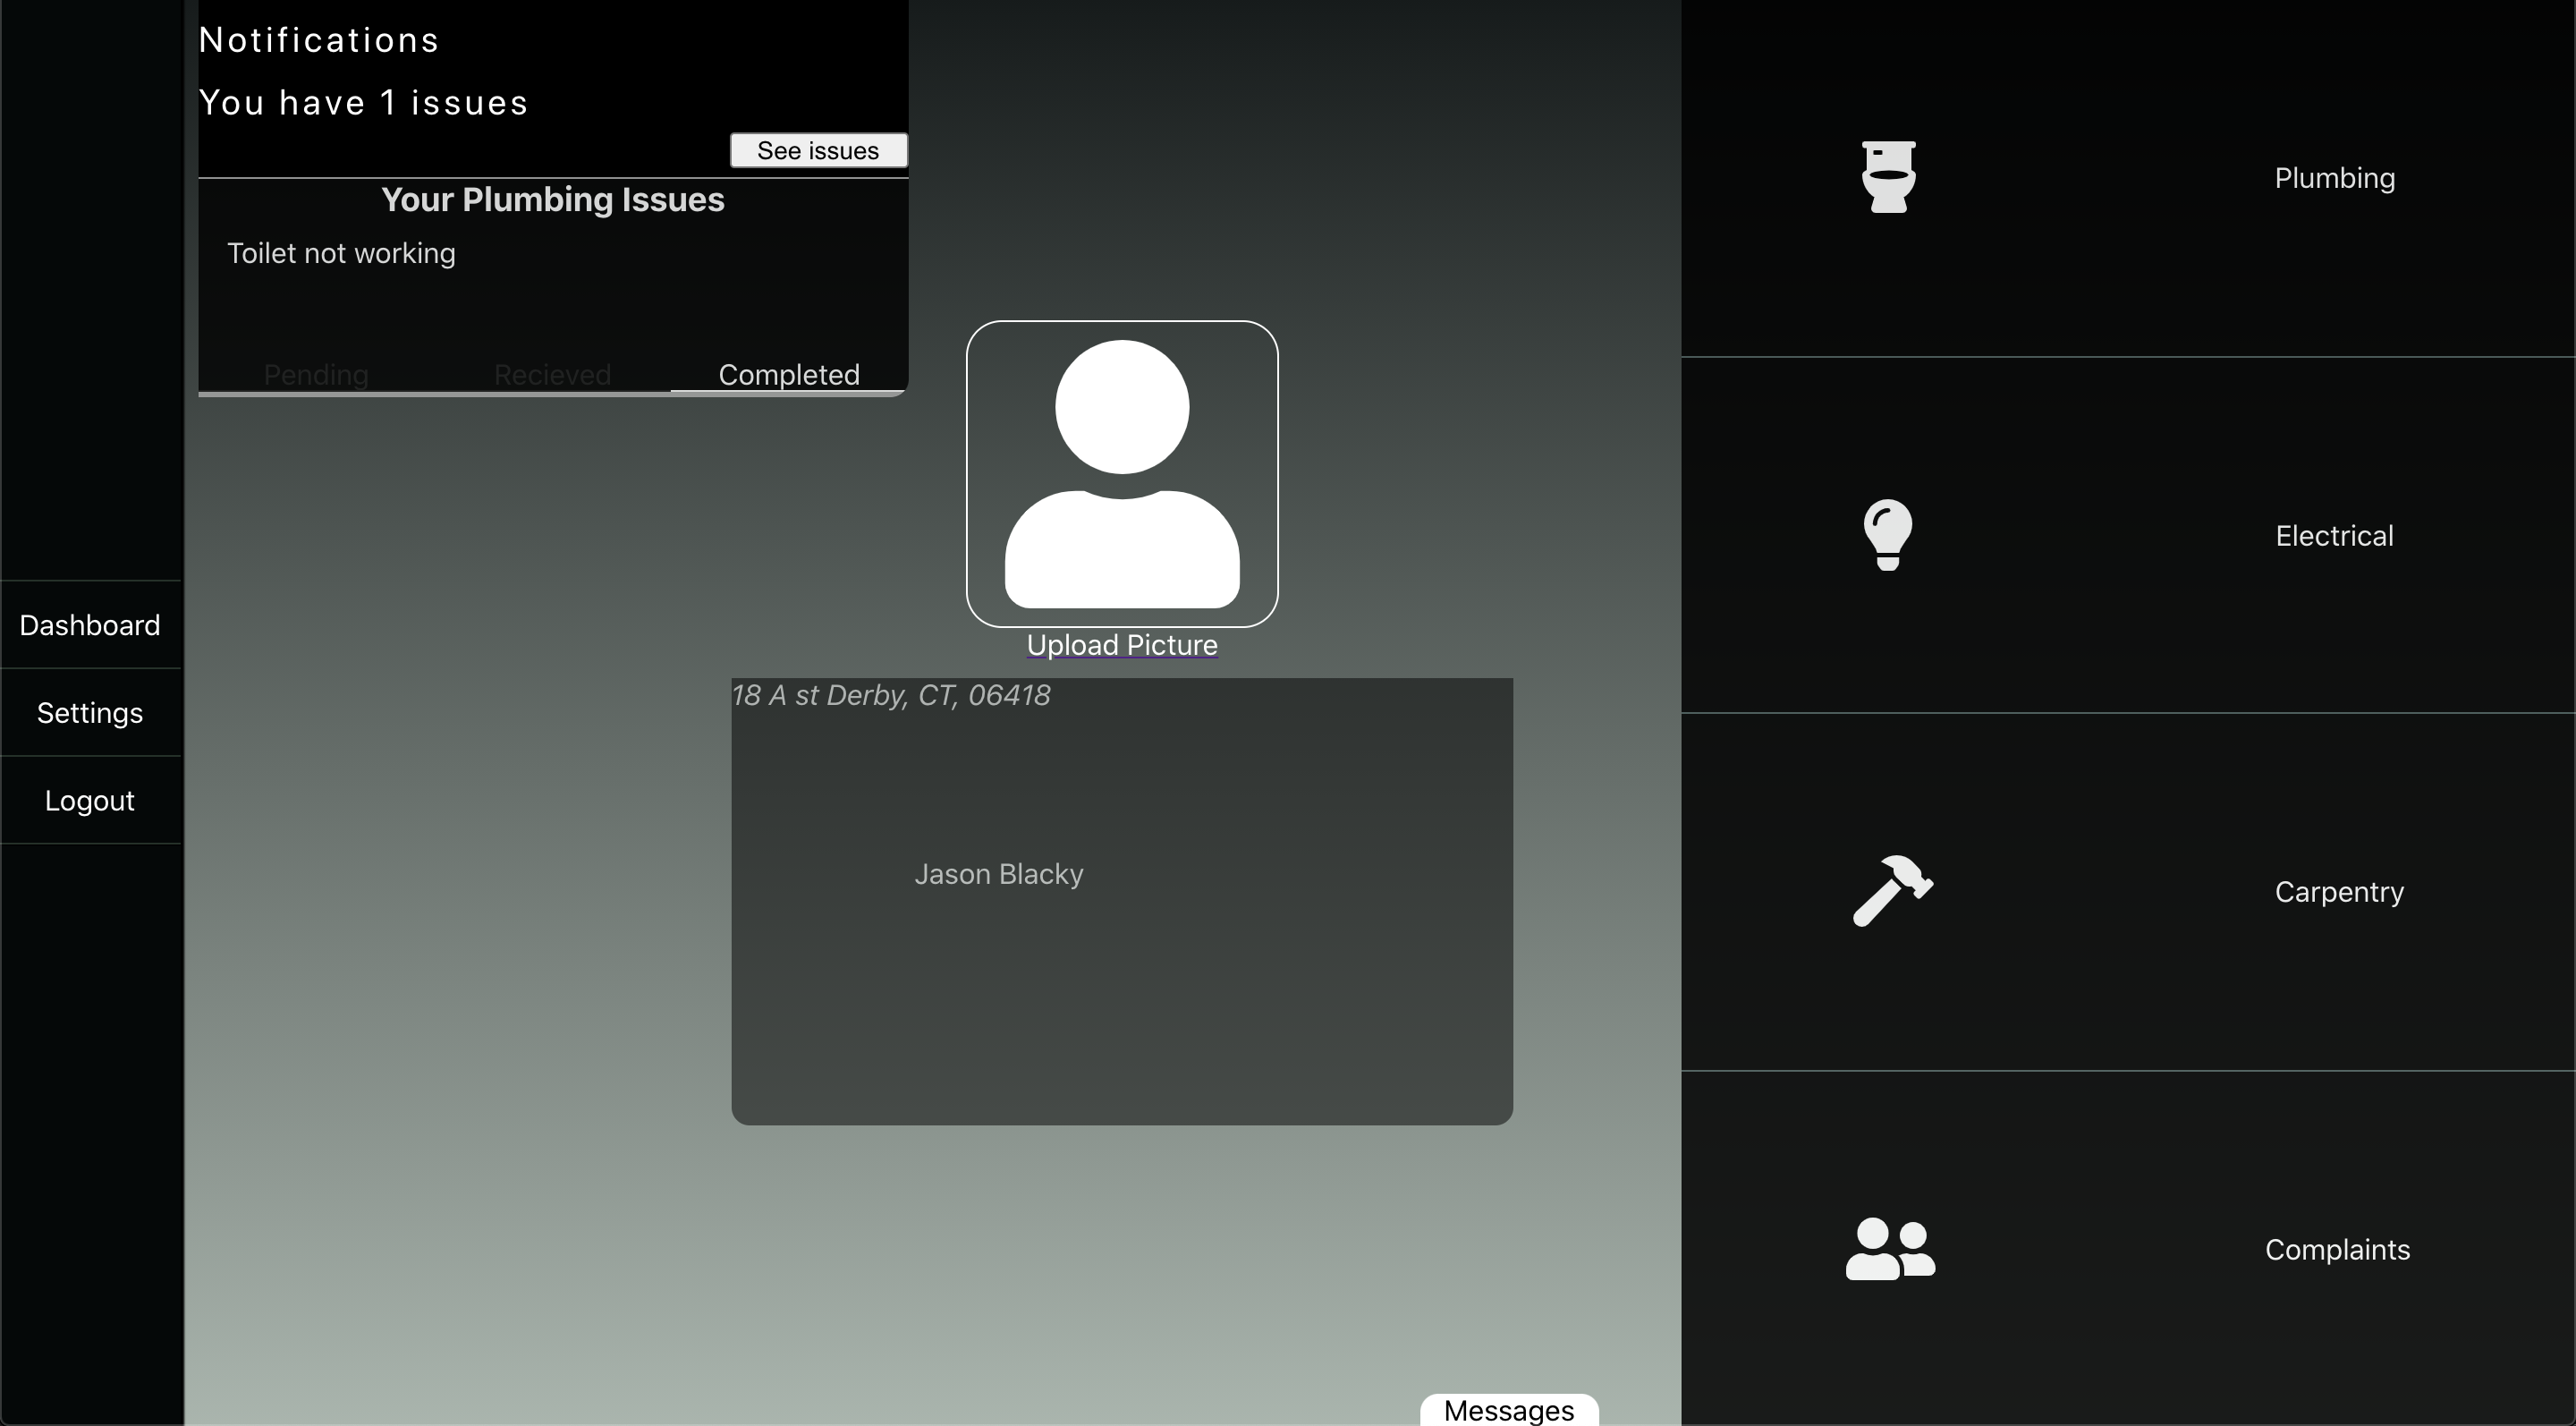 Notifications
You have 1 issues
See issues
Your Plumbing Issues
Toilet not working
Pending Recieved Completed
Dashboard
Settings
Logout
Upload Picture
18 A st Derby, CT, 06418
Jason Blacky
Messages
Plumbing
Electrical
Carpentry
Complaints